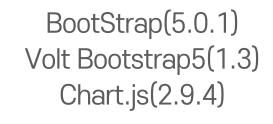 BootStrap(5.0.1)
Volt Bootstrap5(1.3)
Chart.js(2.9.4)